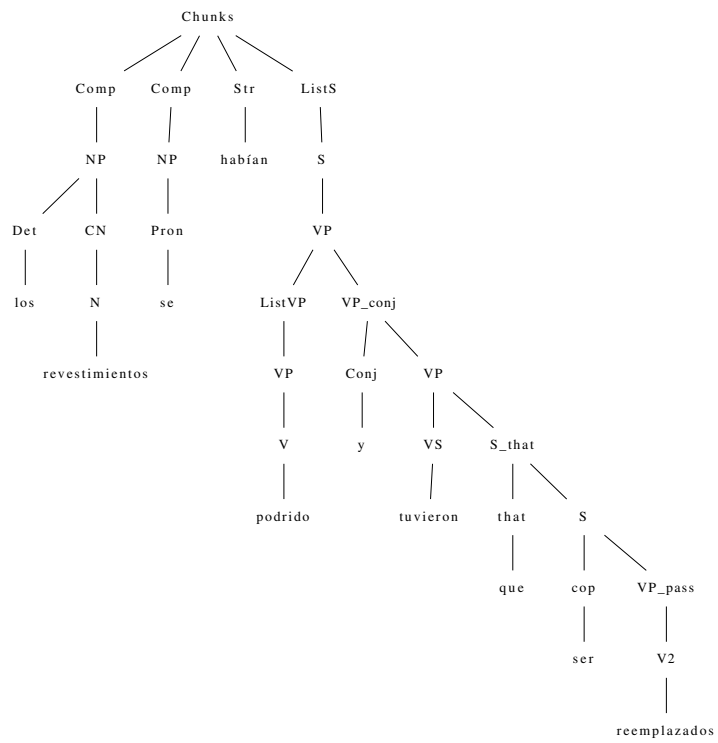 Chunks
Comp Comp Str ListS
NP NP habían S
Det CN Pron VP
los N se ListVP VP_conj
revestimientos VP Conj VP
V y VS S_that
podrido tuvieron that S
que cop VP_pass
ser V2
reemplazados